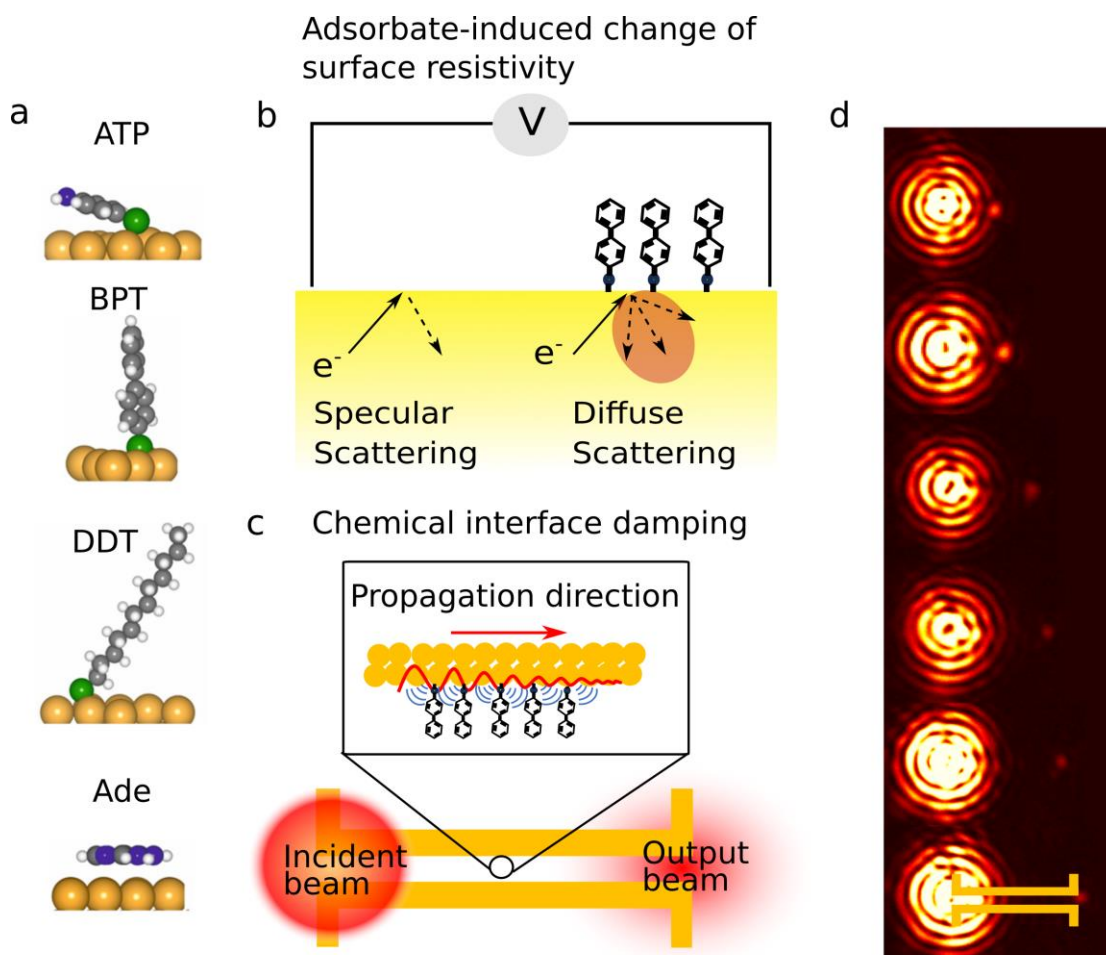 Adsorbate-induced change of
surface resistivity
a
ATP
BPT
DDT
Ade
b
V
e-
Specular
Scattering
e-
Diffuse
Scattering
c
Chemical interface damping
Propagation direction
Incident
beam
Output
beam
d